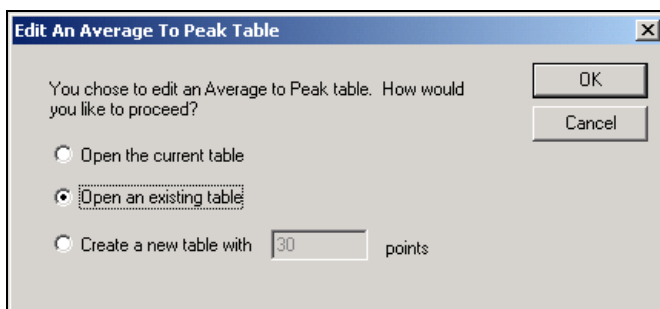 Edit An Average To Peak Table
You chose to edit an Average to Peak table. How would
you like to proceed?
OK
Cancel
Open the current table
Open an existing table
Create a new table with 30 points